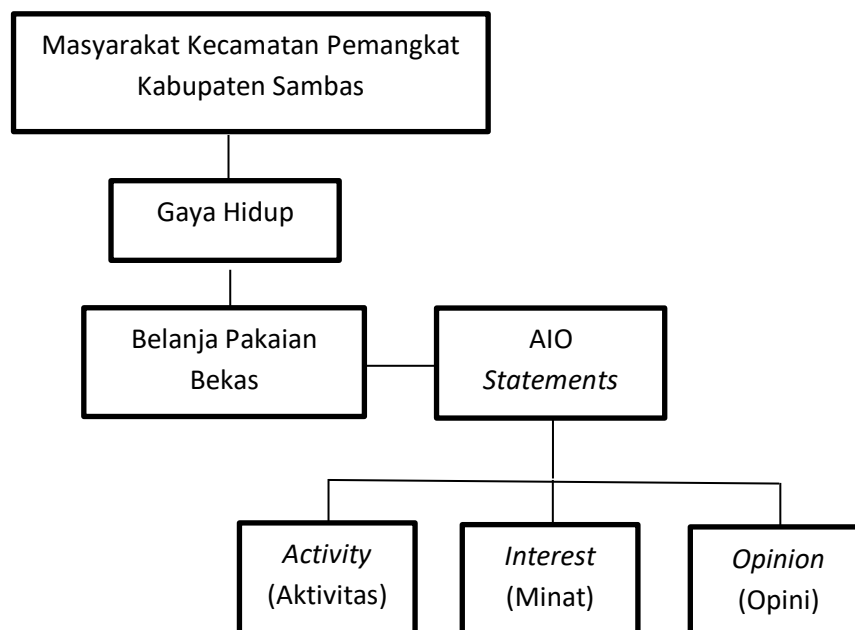 Masyarakat Kecamatan Pemangkat
Kabupaten Sambas
Gaya Hidup
Belanja Pakaian
Bekas
AIO
Statements
Activity
(Aktivitas)
Interest
(Minat)
Opinion
(Opini)